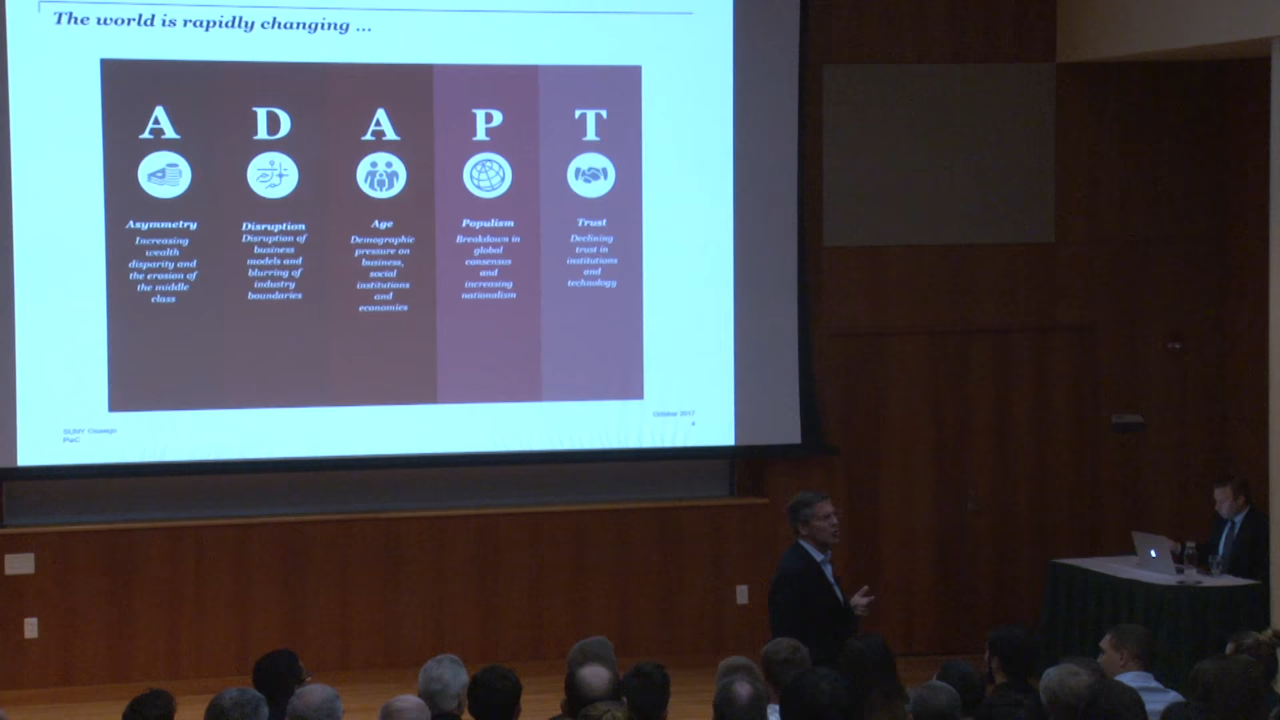 The world is rapidly changing ...
A D A P T
Asymmetry
Increasing
wealth
disparity and
the erosion of
the middle
class
Disruption
Disruption of
business
models and
blurring of
industry
boundaries
Age
Demographic
pressure on
business,
social
institutions
and
economies
Populism
Breakdown in
global
consensus
and
increasing
nationalism
Trust
Declining
trust in
institutions
and
technology
SUNY Oswego
PwC
October 2017
4